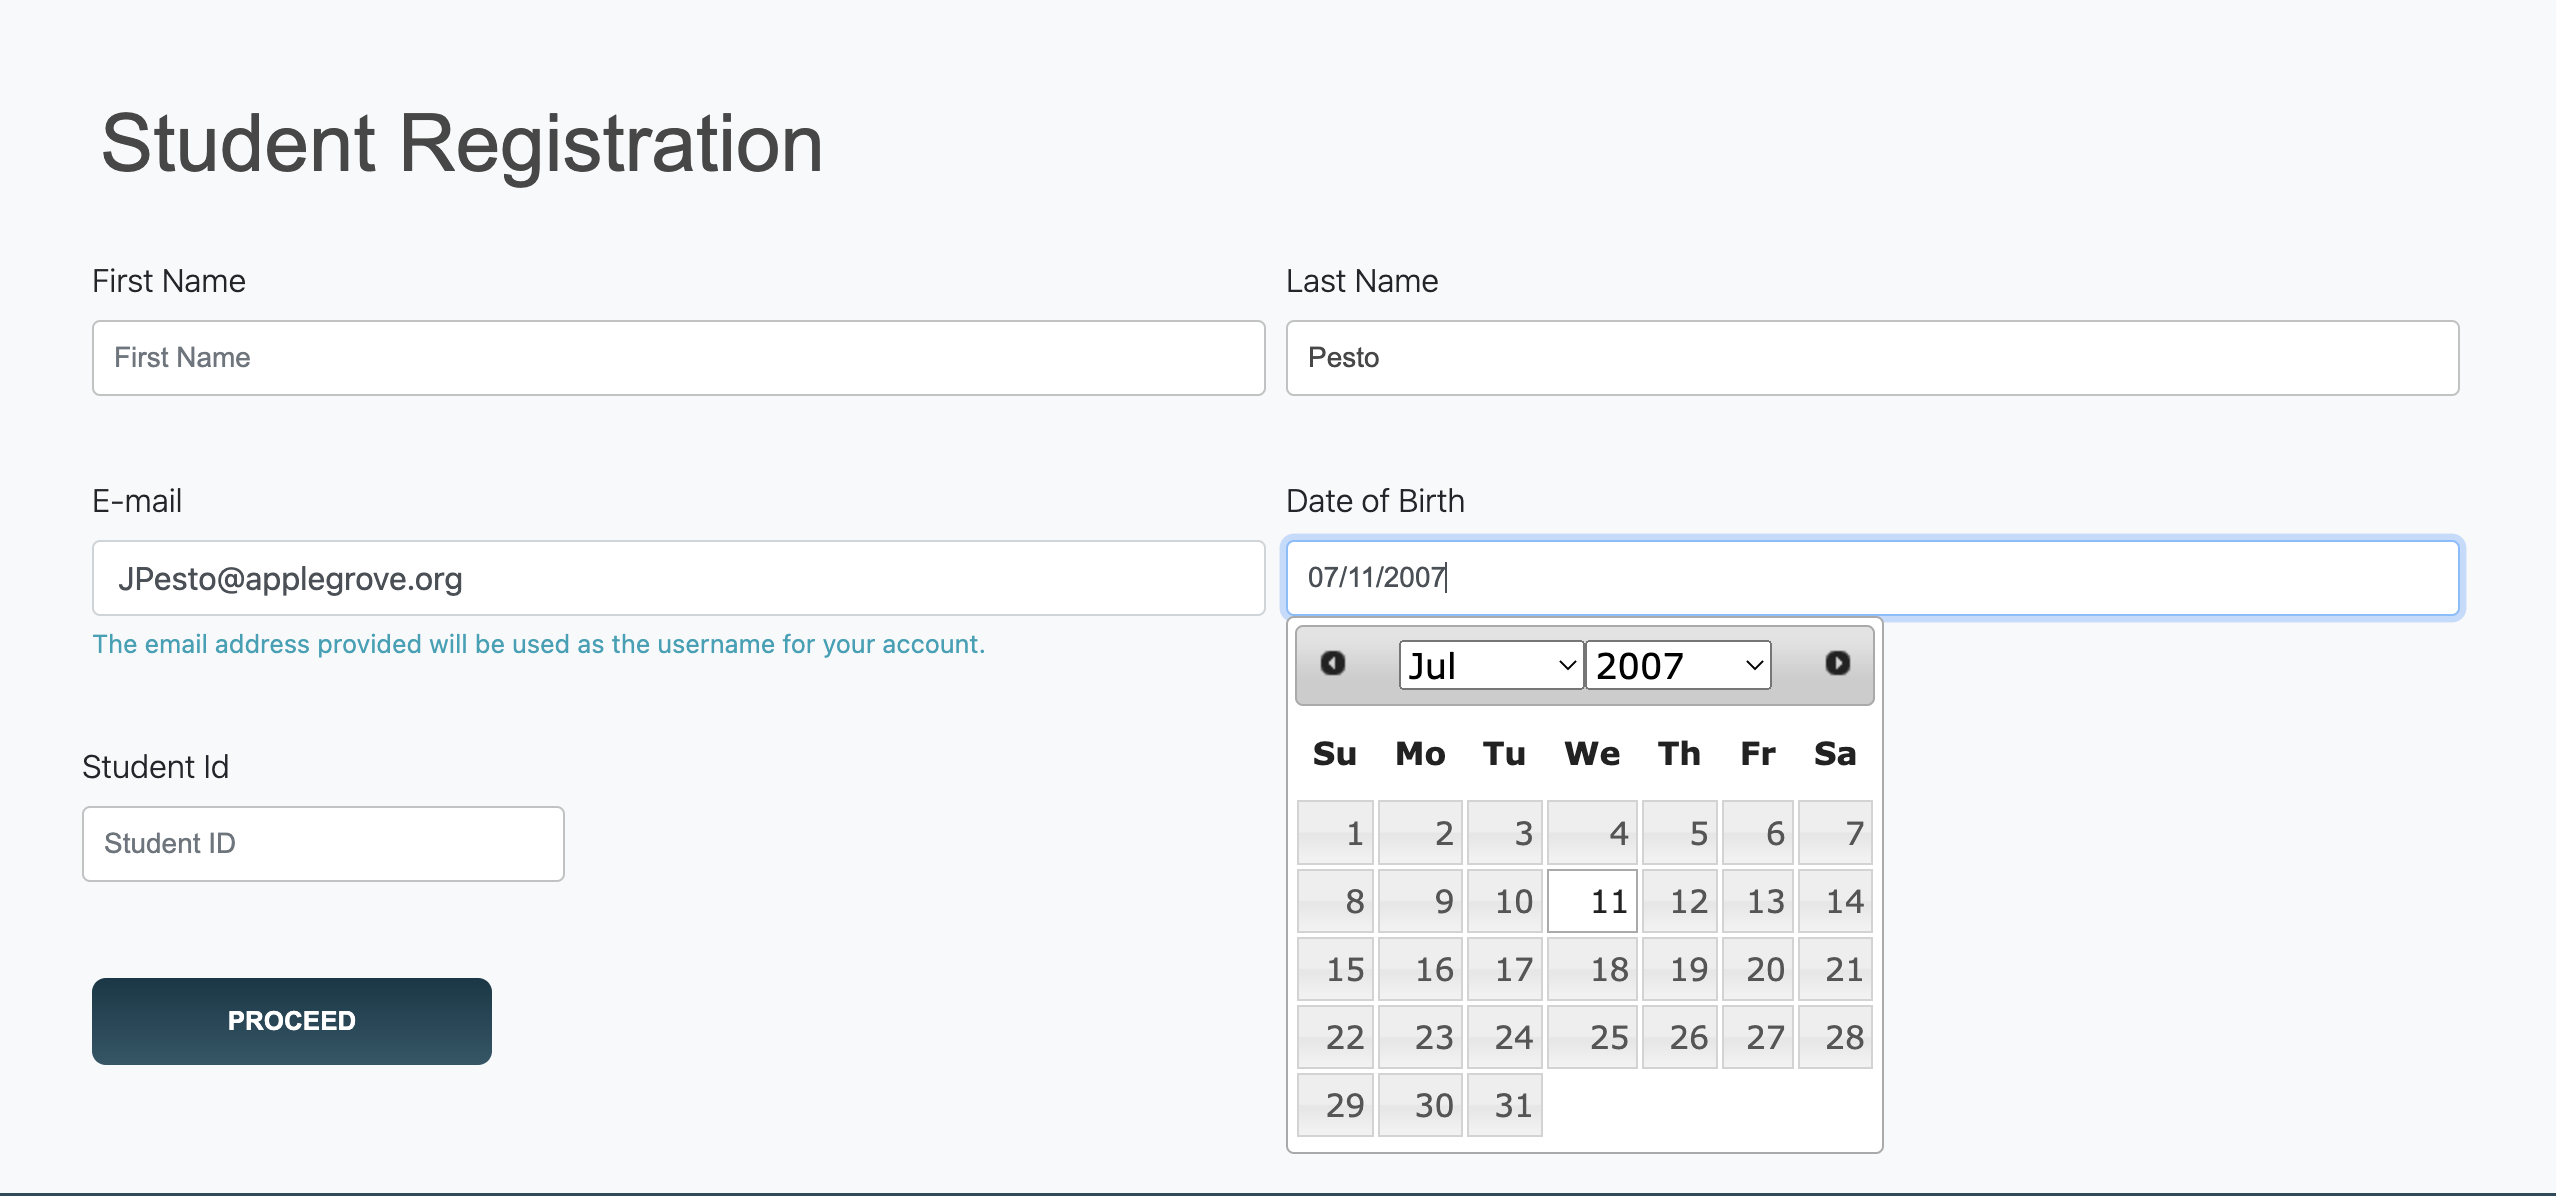 Student Registration
First Name
Last Name
First Name
Pesto
E-mail
Date of Birth
JPesto@applegrove.org
07/11/2007
The email address provided will be used as the username for your account.
Jul 2007
Su Mo Tu We Th Fr Sa
1 2 3 4 5 6 7
8 9 10 11 12 13 14
15 16 17 18 19 20 21
22 23 24 25 26 27 28
29 30 31
Student Id
Student ID
PROCEED